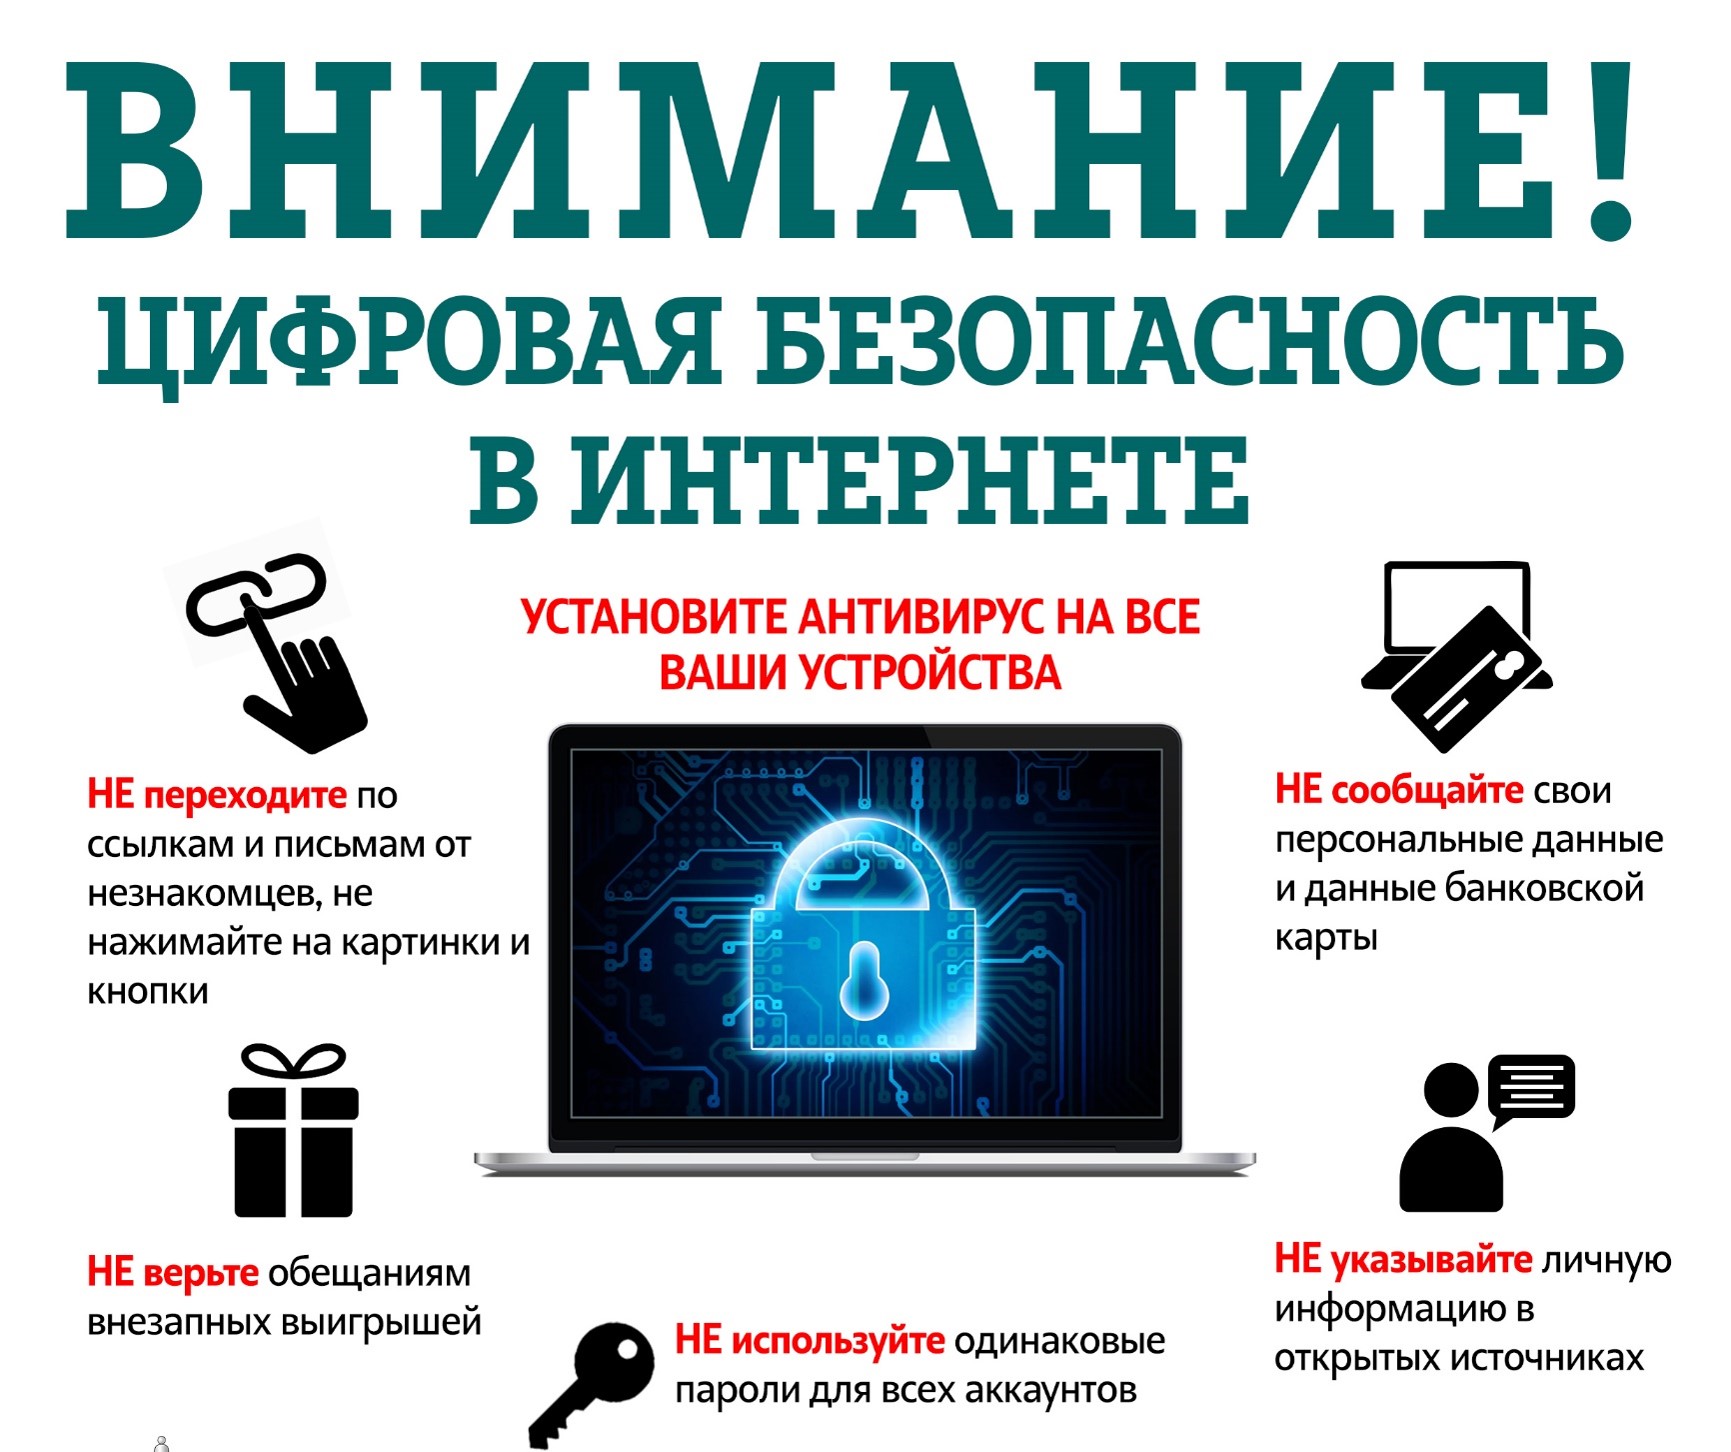 ВНИМАНИЕ!
ЦИФРОВАЯ БЕЗОПАСНОСТЬ
В ИНТЕРНЕТЕ
УСТАНОВИТЕ АНТИВИРУС НА ВСЕ
ВАШИ УСТРОЙСТВА
НЕ переходите по
ссылкам и письмам от
незнакомцев, не
нажимайте на картинки и
кнопки
НЕ сообщайте свои
персональные данные
и данные банковской
карты
НЕ верьте обещаниям
внезапных выигрышей
НЕ используйте одинаковые
пароли для всех аккаунтов
НЕ указывайте личную
информацию в
открытых источниках